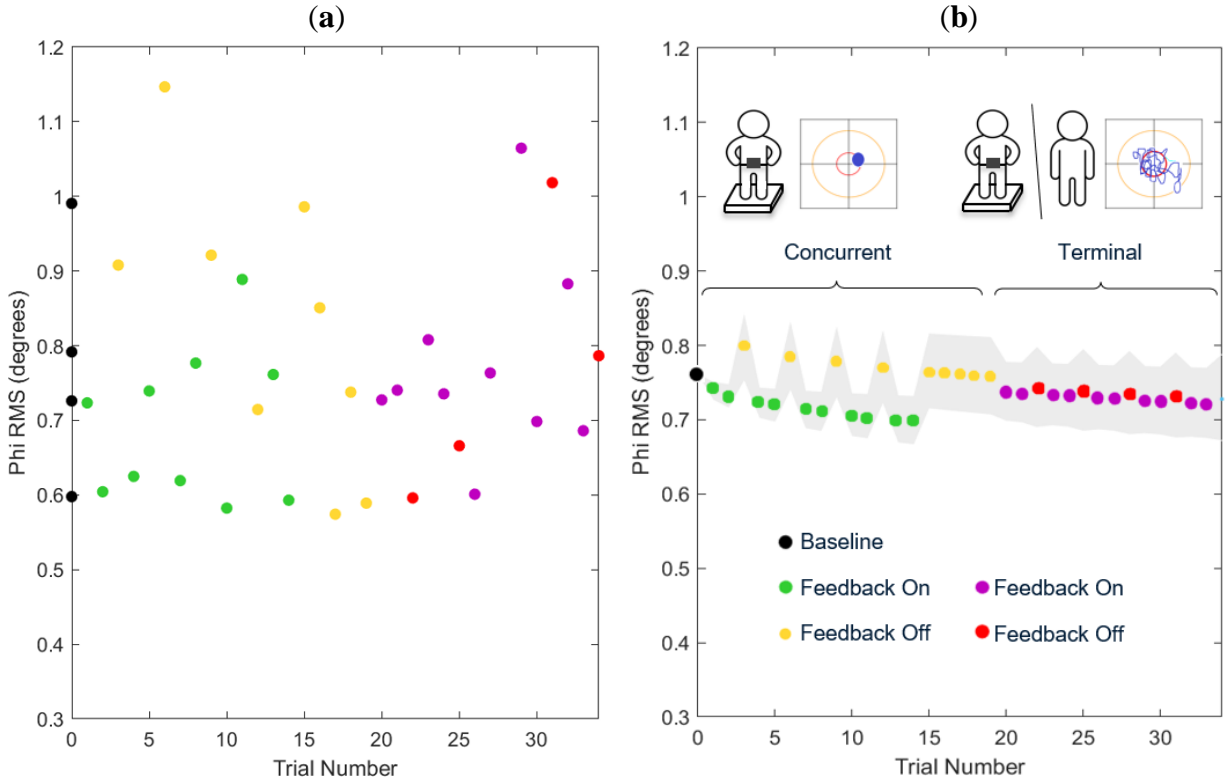 (a)
1.2
1.1
1
0.9
0.8
0.7
0.6
0.5
0.4
0.3
0 5 10 15 20 25 30
Phi RMS (degrees)
Trial Number
(b)
1.2
1.1
1
0.9
0.8
0.7
0.6
0.5
0.4
0.3
0 5 10 15 20 25 30
Phi RMS (degrees)
Trial Number
Concurrent Terminal
Baseline
Feedback On Feedback On
Feedback Off Feedback Off